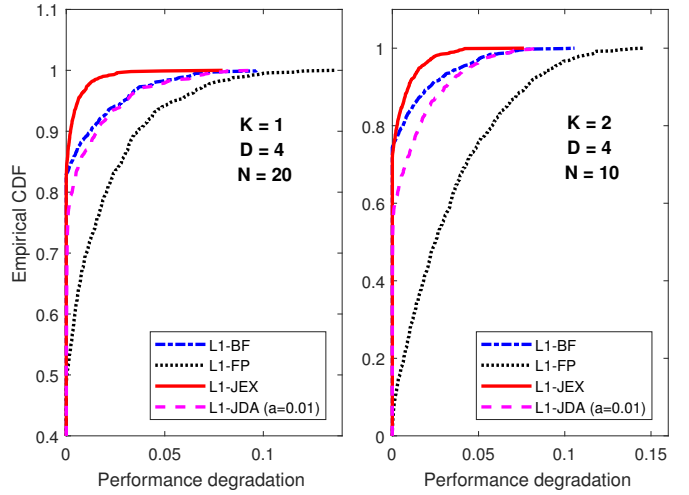 1.1
1
0.9
0.8
0.7
0.6
0.5
0.4
0
0.05
0.1
Empirical CDF
Performance degradation
K = 1
D = 4
N = 20
L1-BF
L1-FP
L1-JEX
L1-JDA (a=0.01)
1
0.8
0.6
0.4
0.2
0
0
0.05
0.1
0.15
Performance degradation
K = 2
D = 4
N = 10
L1-BF
L1-FP
L1-JEX
L1-JDA (a=0.01)